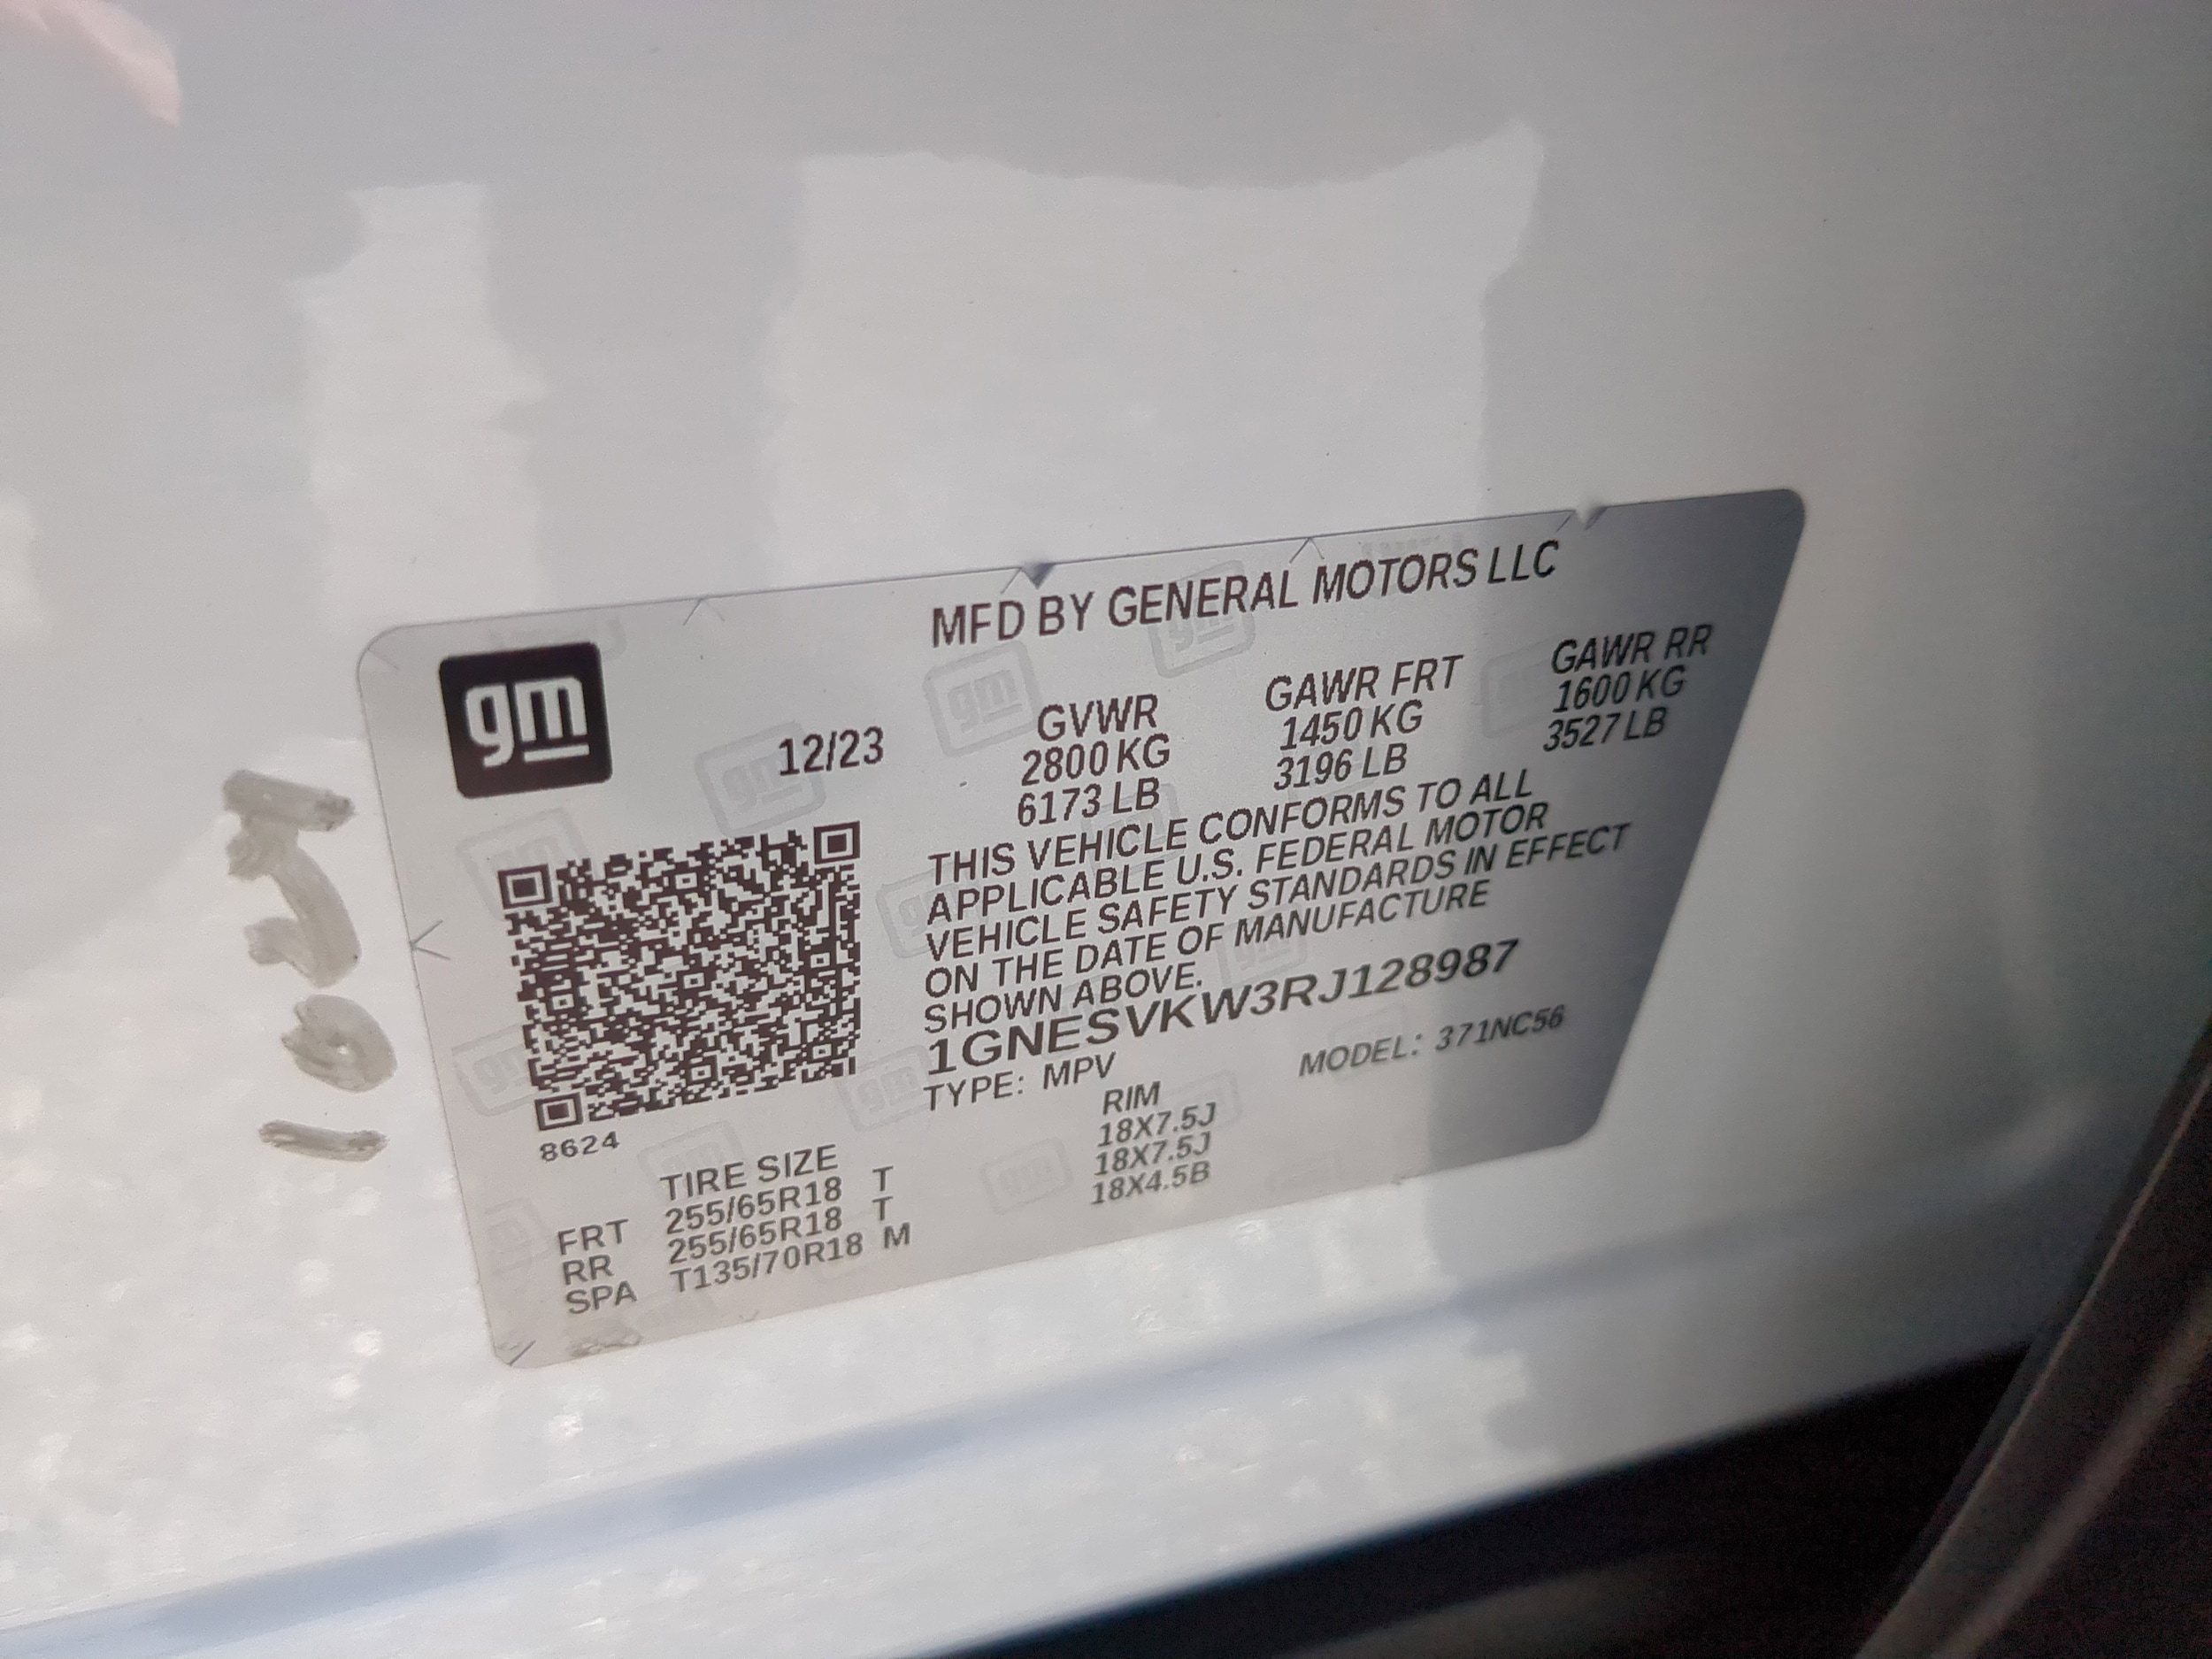 MFD BY GENERAL MOTORS LLC
gm
12/23
GVWR GAWR FRT GAWR RR
2800 KG 1450 KG 1600 KG
6173 LB 3196 LB 3527 LB
THIS VEHICLE CONFORMS TO ALL
APPLICABLE U.S. FEDERAL MOTOR
VEHICLE SAFETY STANDARDS IN EFFECT
ON THE DATE OF MANUFACTURE
SHOWN ABOVE.
1GNESVKW3RJ128987
TYPE: MPV MODEL: 371NC56
8624
TIRE SIZE RIM
FRT 255/65R18 T 18X7.5J
RR 255/65R18 T 18X7.5J
SPA T135/70R18 M 18X4.5B